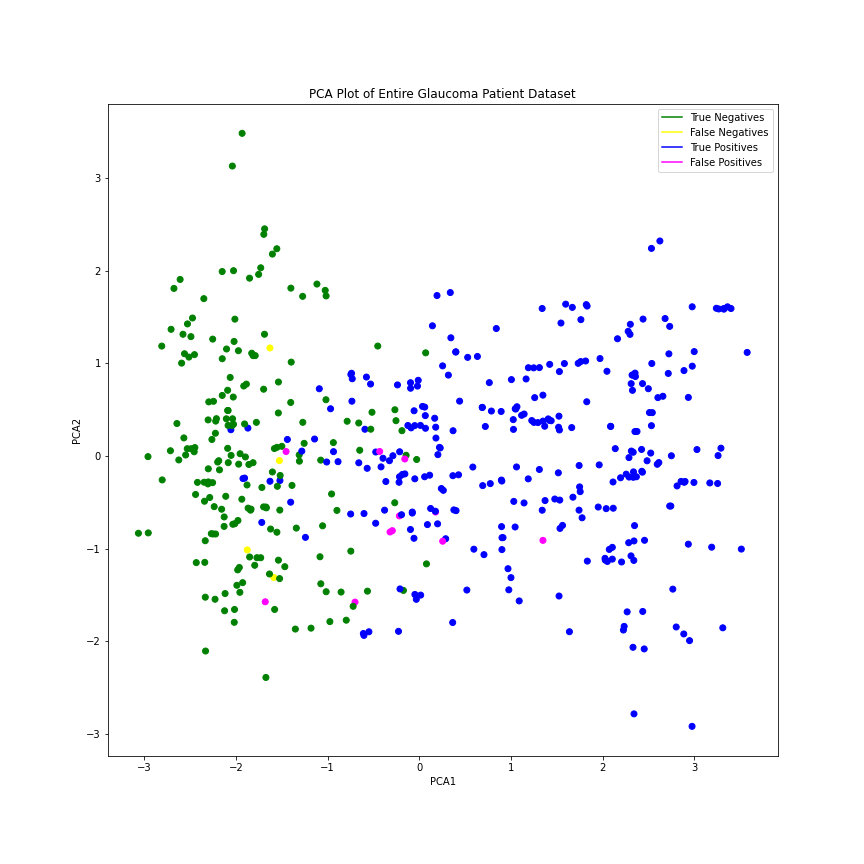 PCA Plot of Entire Glaucoma Patient Dataset
True Negatives
False Negatives
True Positives
False Positives
3
2
1
0
−1
−2
−3
PCA2
−3 −2 −1 0 1 2 3
PCA1